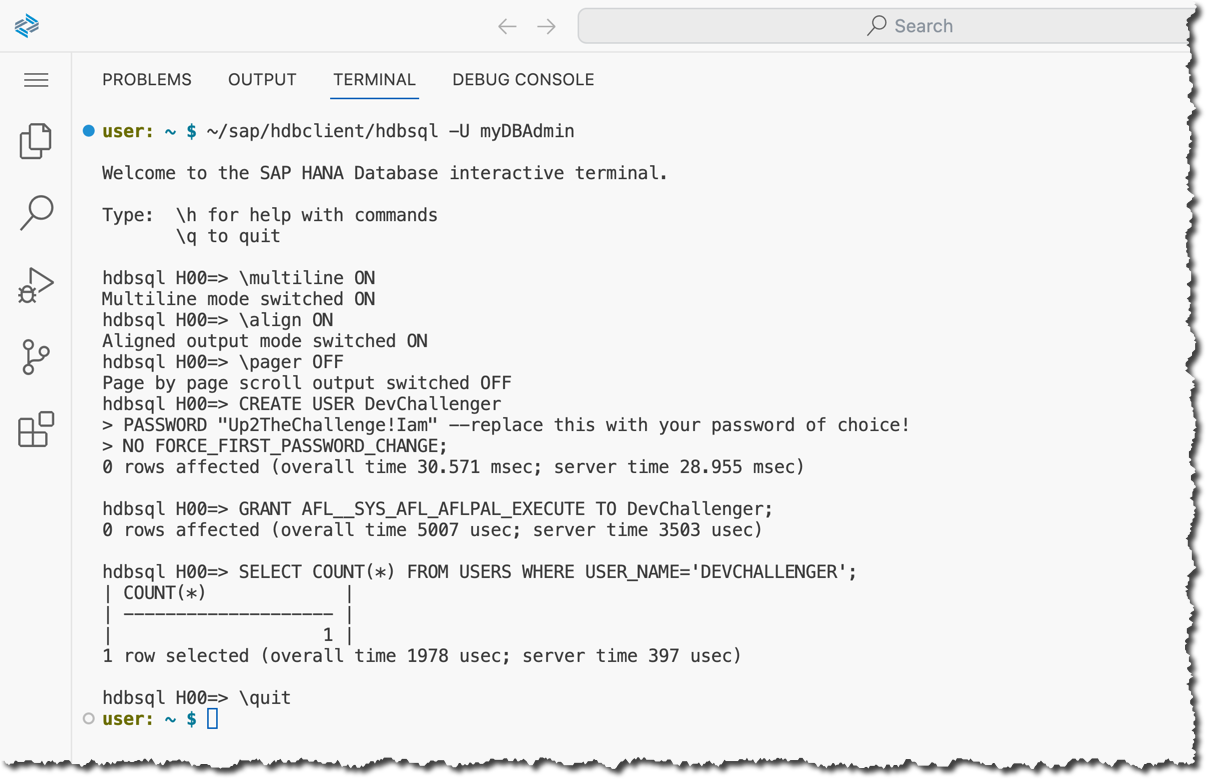 Search
PROBLEMS OUTPUT TERMINAL DEBUG CONSOLE
user: ~ $ ~/sap/hdbclient/hdbsql -U myDBAdmin
Welcome to the SAP HANA Database interactive terminal.
Type:  \h for help with commands
       \q to quit
hdbsql H00=> \multiline ON
Multiline mode switched ON
hdbsql H00=> \align ON
Aligned output mode switched ON
hdbsql H00=> \pager OFF
Page by page scroll output switched OFF
hdbsql H00=> CREATE USER DevChallenger
> PASSWORD "Up2TheChallenge!Iam" --replace this with your password of choice!
> NO FORCE_FIRST_PASSWORD_CHANGE;
0 rows affected (overall time 30.571 msec; server time 28.955 msec)
hdbsql H00=> GRANT AFL__SYS_AFL_AFLPAL_EXECUTE TO DevChallenger;
0 rows affected (overall time 5007 usec; server time 3503 usec)
hdbsql H00=> SELECT COUNT(*) FROM USERS WHERE USER_NAME='DEVCHALLENGER';
| COUNT(*)             |
| -------------------- |
|                    1 |
1 row selected (overall time 1978 usec; server time 397 usec)
hdbsql H00=> \quit
user: ~ $